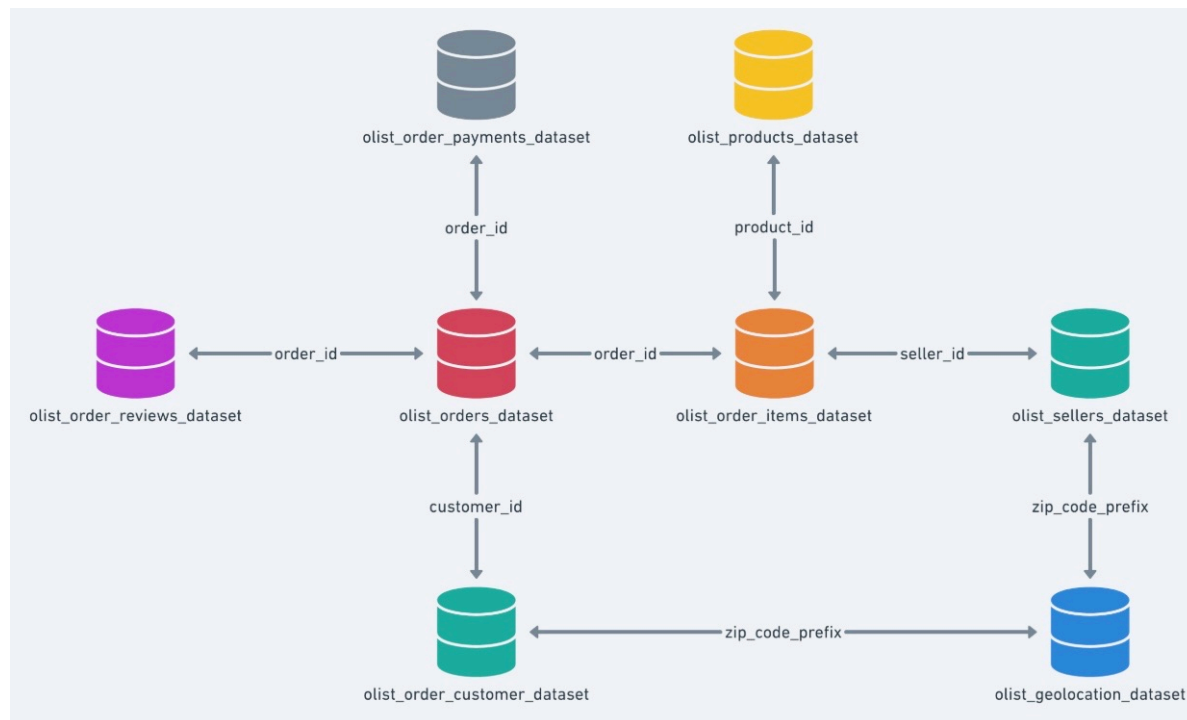 olist_order_payments_dataset
olist_products_dataset
order_id
product_id
order_id
order_id
seller_id
olist_order_reviews_dataset
olist_orders_dataset
olist_order_items_dataset
olist_sellers_dataset
customer_id
zip_code_prefix
zip_code_prefix
olist_order_customer_dataset
olist_geolocation_dataset